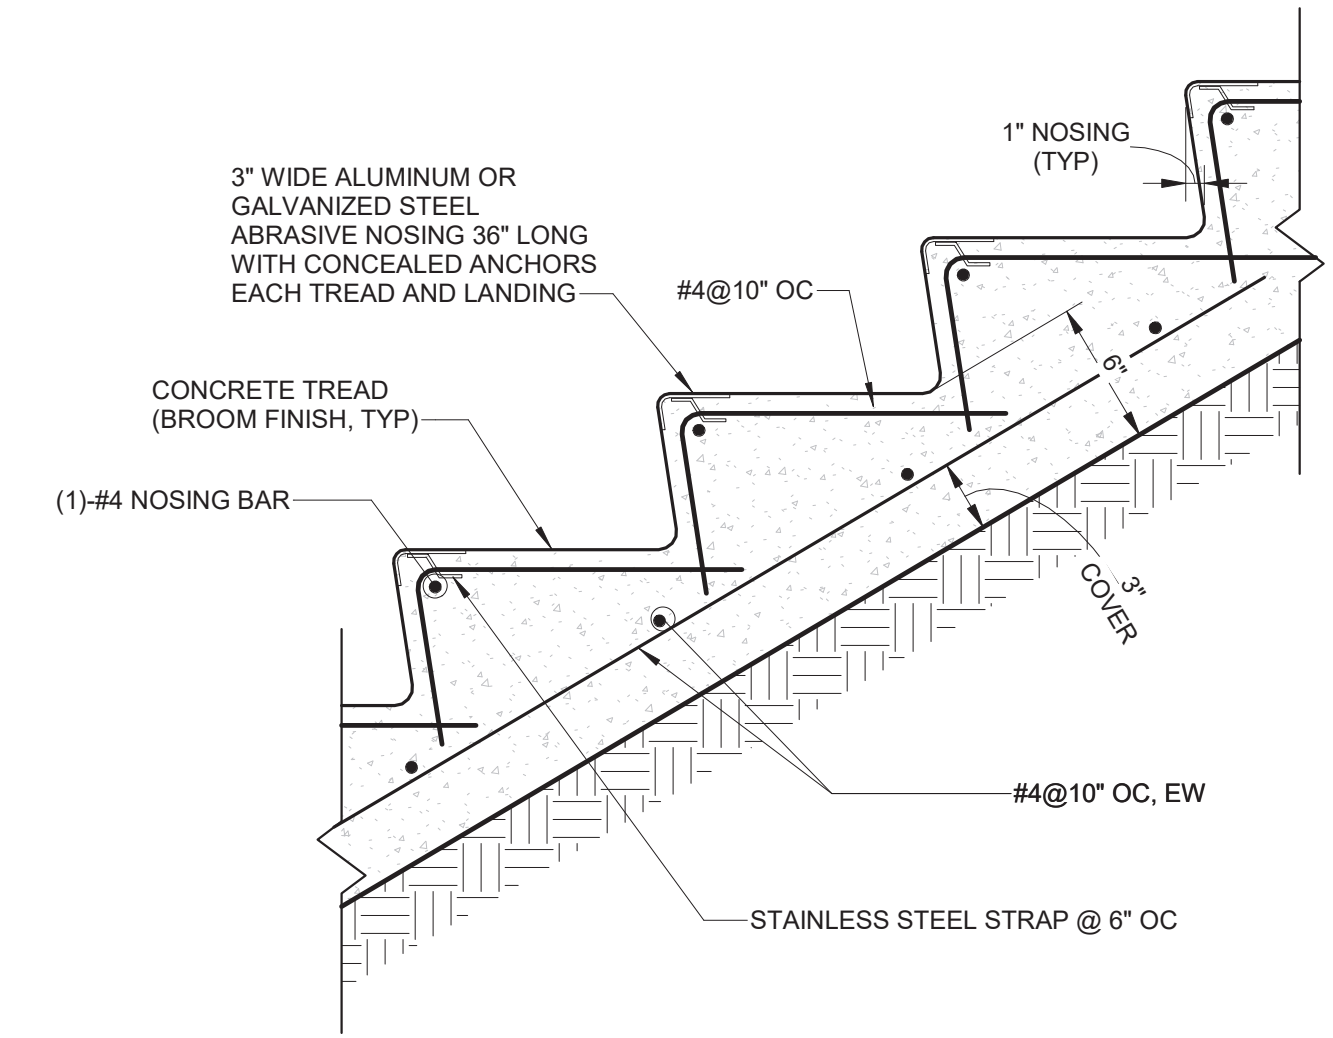 1" NOSING
(TYP)
3" WIDE ALUMINUM OR
GALVANIZED STEEL
ABRASIVE NOSING 36" LONG
WITH CONCEALED ANCHORS
EACH TREAD AND LANDING
#4@10" OC
6"
CONCRETE TREAD
(BROOM FINISH, TYP)
(1)-#4 NOSING BAR
3"
COVER
#4@10" OC, EW
STAINLESS STEEL STRAP @ 6" OC